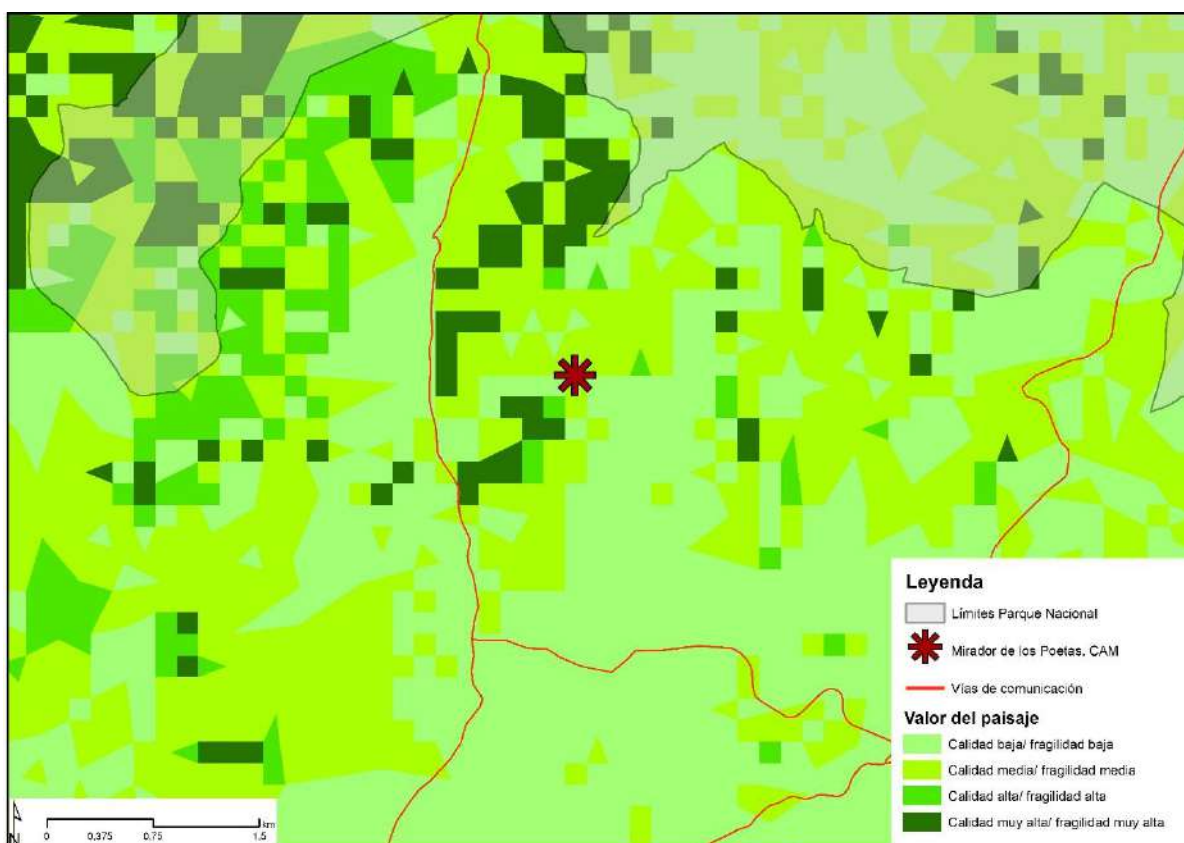 Leyenda
Límites Parque Nacional
Mirador de los Poetas. CAM
Vías de comunicación
Valor del paisaje
Calidad baja/ fragilidad baja
Calidad media/ fragilidad media
Calidad alta/ fragilidad alta
Calidad muy alta/ fragilidad muy alta
N
km
0 0,375 0,75 1,5